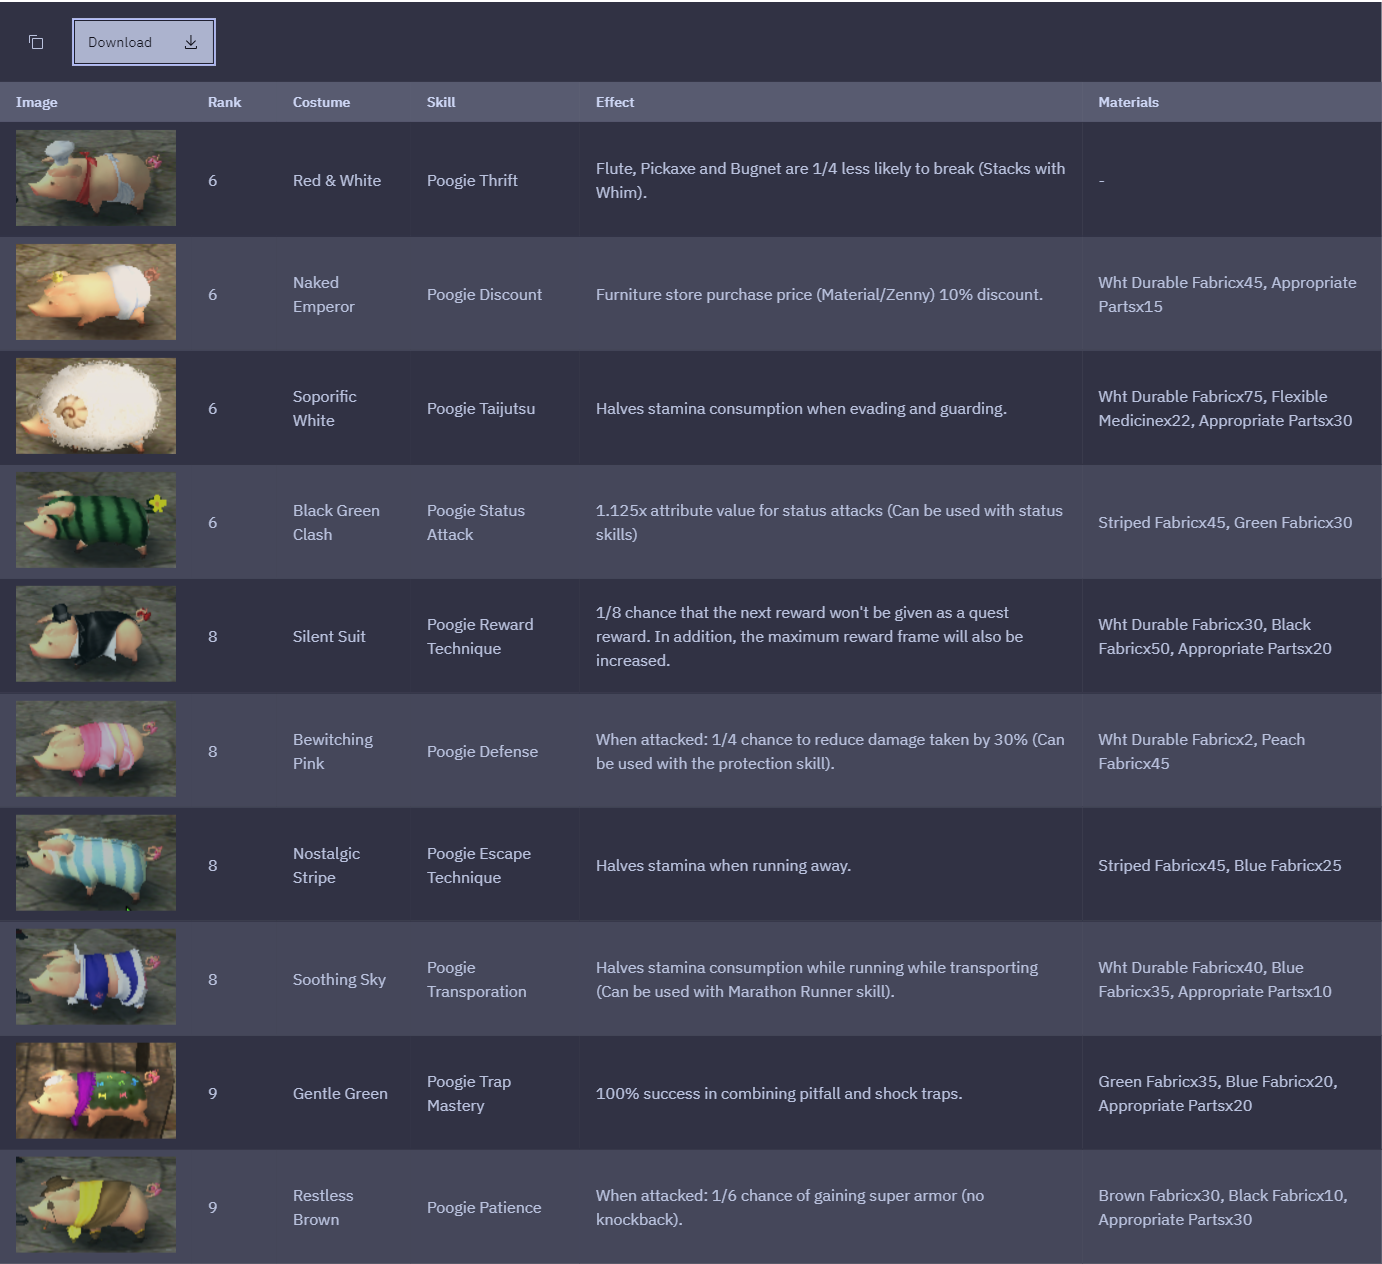 Download
Image Rank Costume Skill Effect Materials
6 Red & White Poogie Thrift Flute, Pickaxe and Bugnet are 1/4 less likely to break (Stacks with
Whim). -
6 Naked
Emperor Poogie Discount Furniture store purchase price (Material/Zenny) 10% discount. Wht Durable Fabricx45, Appropriate
Partsx15
6 Soporific
White Poogie Taijutsu Halves stamina consumption when evading and guarding. Wht Durable Fabricx75, Flexible
Medicinex22, Appropriate Partsx30
6 Black Green
Clash Poogie Status
Attack 1.125x attribute value for status attacks (Can be used with status
skills) Striped Fabricx45, Green Fabricx30
8 Silent Suit Poogie Reward
Technique 1/8 chance that the next reward won't be given as a quest
reward. In addition, the maximum reward frame will also be
increased. Wht Durable Fabricx30, Black
Fabricx50, Appropriate Partsx20
8 Bewitching
Pink Poogie Defense When attacked: 1/4 chance to reduce damage taken by 30% (Can
be used with the protection skill). Wht Durable Fabricx2, Peach
Fabricx45
8 Nostalgic
Stripe Poogie Escape
Technique Halves stamina when running away. Striped Fabricx45, Blue Fabricx25
8 Soothing Sky Poogie
Transporation Halves stamina consumption while running while transporting
(Can be used with Marathon Runner skill). Wht Durable Fabricx40, Blue
Fabricx35, Appropriate Partsx10
9 Gentle Green Poogie Trap
Mastery 100% success in combining pitfall and shock traps. Green Fabricx35, Blue Fabricx20,
Appropriate Partsx20
9 Restless
Brown Poogie Patience When attacked: 1/6 chance of gaining super armor (no
knockback). Brown Fabricx30, Black Fabricx10,
Appropriate Partsx30